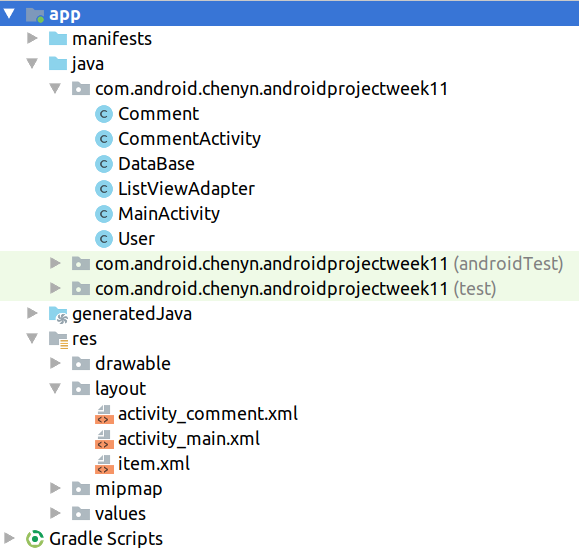 app
manifests
java
com.android.chenyn.androidprojectweek11
C Comment
C CommentActivity
C DataBase
C ListViewAdapter
C MainActivity
C User
com.android.chenyn.androidprojectweek11 (androidTest)
com.android.chenyn.androidprojectweek11 (test)
generatedJava
res
drawable
layout
activity_comment.xml
activity_main.xml
item.xml
mipmap
values
Gradle Scripts